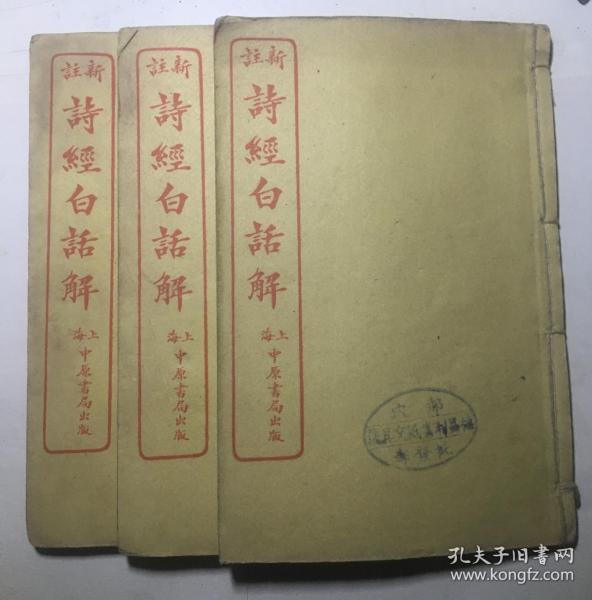 新註
詩經白話解
上海
中原書局出版
新註
詩經白話解
上海
中原書局出版
新註
詩經白話解
上海
中原書局出版
孔夫子旧书网
www.kongfz.com